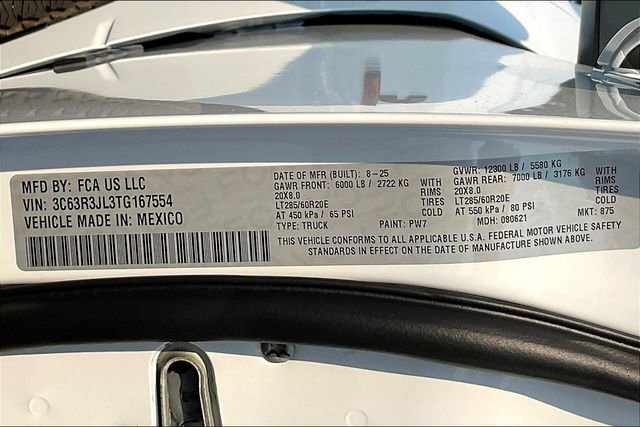 MFD BY: FCA US LLC
VIN: 3C63R3JL3TG167554
VEHICLE MADE IN: MEXICO
DATE OF MFR (BUILT): 8-25
GAWR FRONT: 6000 LB / 2722 KG WITH
20X8.0 RIMS
LT285/60R20E TIRES
AT 450 kPa / 65 PSI COLD
TYPE: TRUCK PAINT: PW7
GVWR: 12300 LB / 5580 KG
GAWR REAR: 7000 LB / 3176 KG WITH
20X8.0 RIMS
LT285/60R20E TIRES
AT 550 kPa / 80 PSI COLD
MDH: 080621 MKT: 875
THIS VEHICLE CONFORMS TO ALL APPLICABLE U.S.A. FEDERAL MOTOR VEHICLE SAFETY
STANDARDS IN EFFECT ON THE DATE OF MANUFACTURE SHOWN ABOVE.